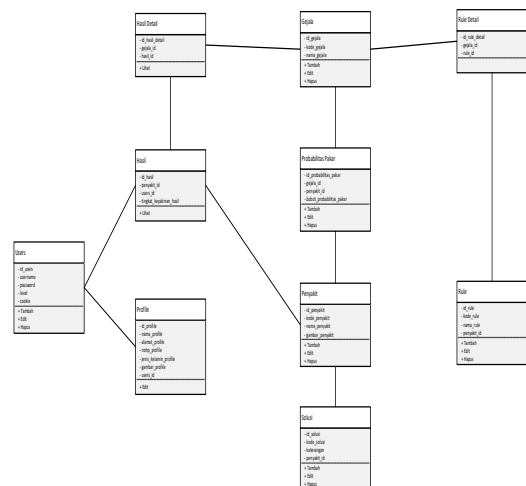 Hasil Detail
- id_hasil_detail
- gejala_id
- hasil_id
+ Lihat
Gejala
- id_gejala
- kode_gejala
- nama_gejala
+ Tambah
+ Edit
+ Hapus
Rule Detail
- id_rule_detail
- gejala_id
- rule_id
Hasil
- id_hasil
- penyakit_id
- users_id
- tingkat_keyakinan_hasil
+ Lihat
Probabilitas Pakar
- id_probabilitas_pakar
- gejala_id
- penyakit_id
- bobot_probabilitas_pakar
+ Tambah
+ Edit
+ Hapus
Users
- id_users
- username
- password
- level
- cookie
+ Tambah
+ Edit
+ Hapus
Profile
- id_profile
- nama_profile
- alamat_profile
- nohp_profile
- jenis_kelamin_profile
- gambar_profile
- users_id
+ Edit
Penyakit
- id_penyakit
- kode_penyakit
- nama_penyakit
- gambar_penyakit
+ Tambah
+ Edit
+ Hapus
Rule
- id_rule
- kode_rule
- nama_rule
- penyakit_id
+ Tambah
+ Edit
+ Hapus
Solusi
- id_solusi
- kode_solusi
- keterangan
- penyakit_id
+ Tambah
+ Edit
+ Hapus